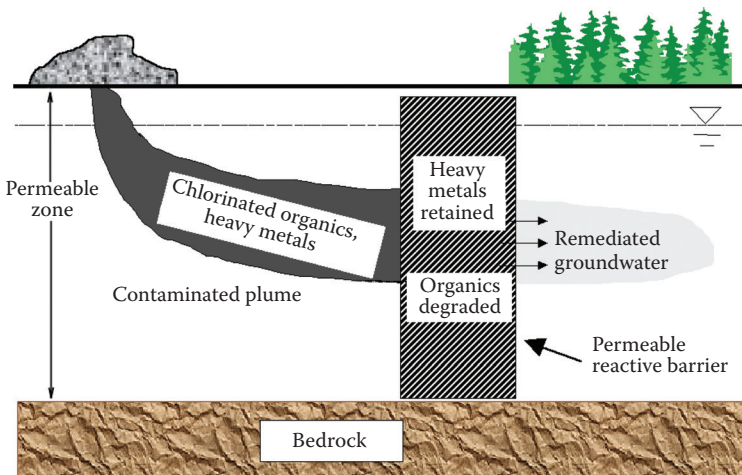 Permeable
zone
Chlorinated organics,
heavy metals
Contaminated plume
Heavy
metals
retained
Organics
degraded
Remediated
groundwater
Permeable
reactive barrier
Bedrock